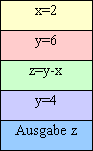 x=2
y=6
z=y-x
y=4
Ausgabe z